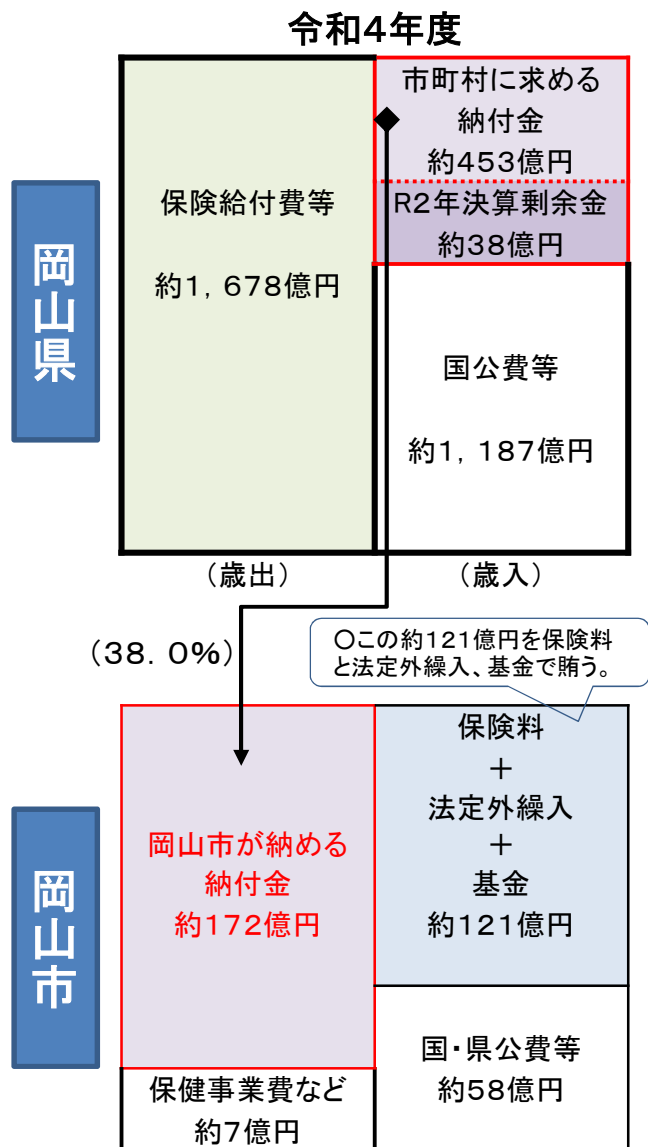 令和4年度
岡山県
保険給付費等
約1，678億円
市町村に求める
納付金
約453億円
R2年決算剰余金
約38億円
国公費等
約1，187億円
（歳出）
（歳入）
（38．0%）
○この約121億円を保険料
と法定外繰入、基金で賄う。
岡山市
岡山市が納める
納付金
約172億円
保健事業費など
約7億円
保険料
＋
法定外繰入
＋
基金
約121億円
国・県公費等
約58億円